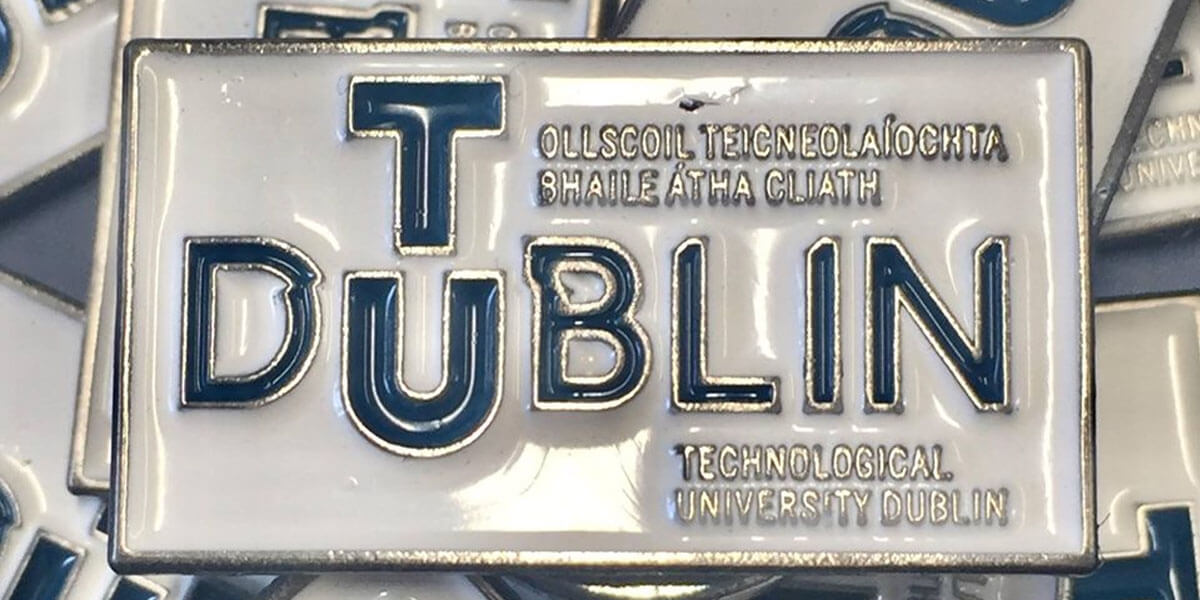 T
OLLSCOIL TEICNEOLAÍOCHTA
BHAILE ÁTHA CLIATH
DUBLIN
TECHNOLOGICAL
UNIVERSITY DUBLIN